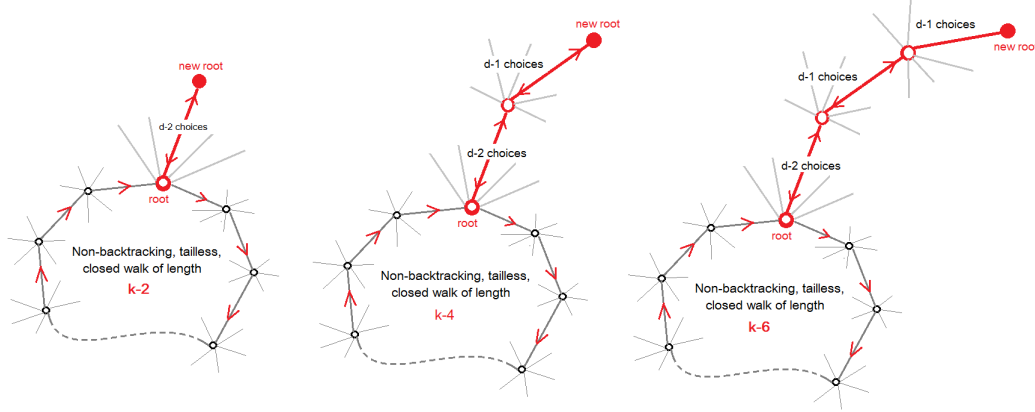 new root
d-2 choices
root
Non-backtracking, tailless,
closed walk of length
k-2
new root
d-1 choices
d-2 choices
root
Non-backtracking, tailless,
closed walk of length
k-4
d-1 choices
new root
d-1 choices
d-2 choices
root
Non-backtracking, tailless,
closed walk of length
k-6